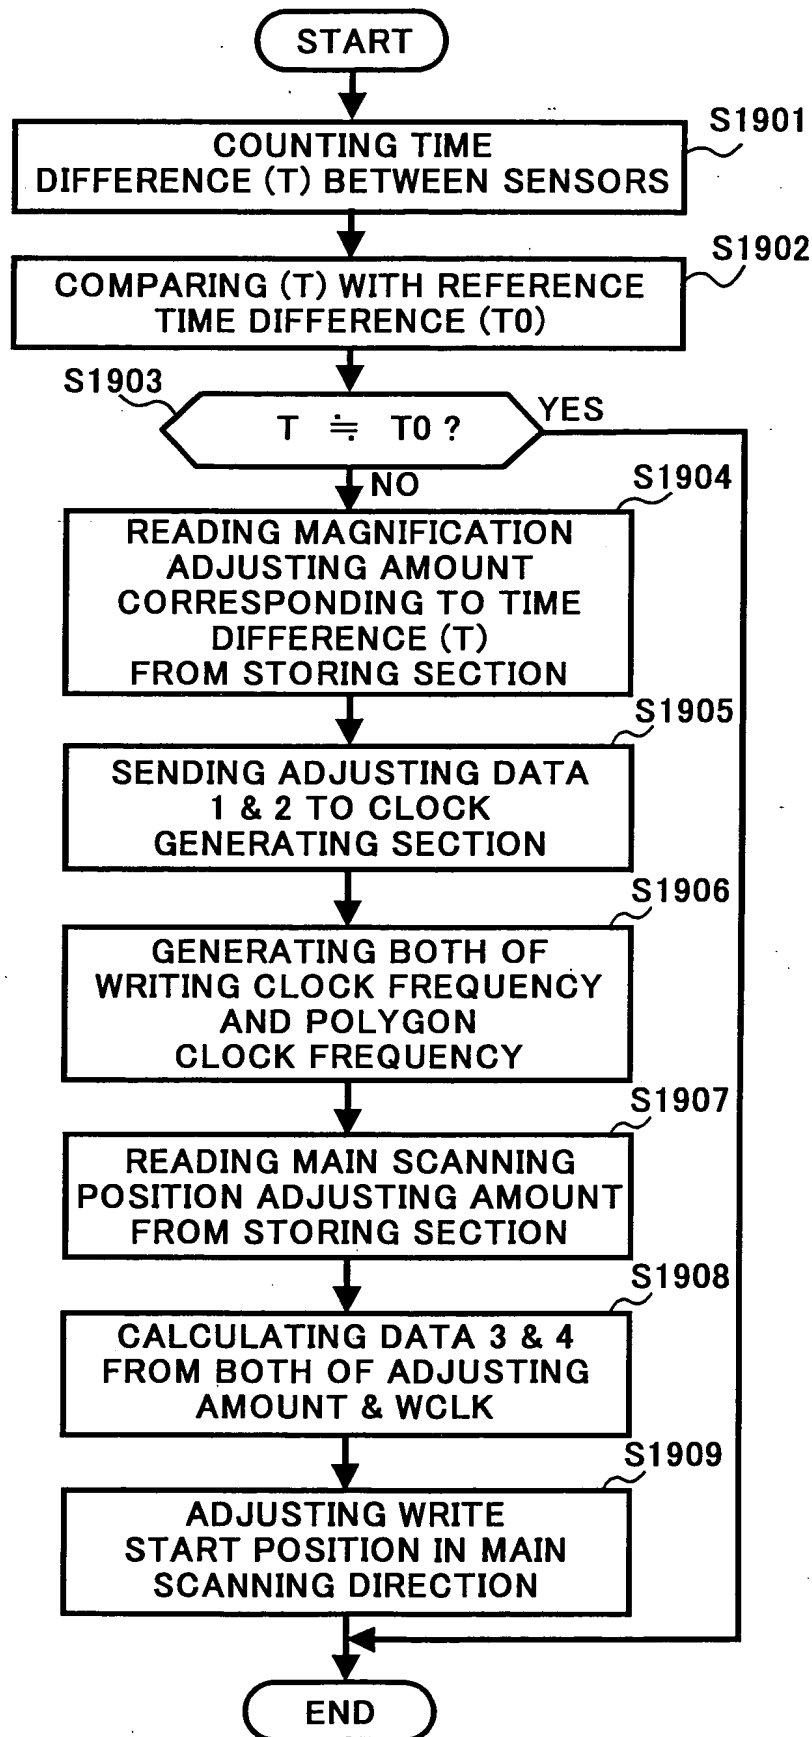 START
S1901
COUNTING TIME
DIFFERENCE (T) BETWEEN SENSORS
S1902
COMPARING (T) WITH REFERENCE
TIME DIFFERENCE (T0)
S1903
T ≒ T0 ?
YES
NO
S1904
READING MAGNIFICATION
ADJUSTING AMOUNT
CORRESPONDING TO TIME
DIFFERENCE (T)
FROM STORING SECTION
S1905
SENDING ADJUSTING DATA
1 & 2 TO CLOCK
GENERATING SECTION
S1906
GENERATING BOTH OF
WRITING CLOCK FREQUENCY
AND POLYGON
CLOCK FREQUENCY
S1907
READING MAIN SCANNING
POSITION ADJUSTING AMOUNT
FROM STORING SECTION
S1908
CALCULATING DATA 3 & 4
FROM BOTH OF ADJUSTING
AMOUNT & WCLK
S1909
ADJUSTING WRITE
START POSITION IN MAIN
SCANNING DIRECTION
END